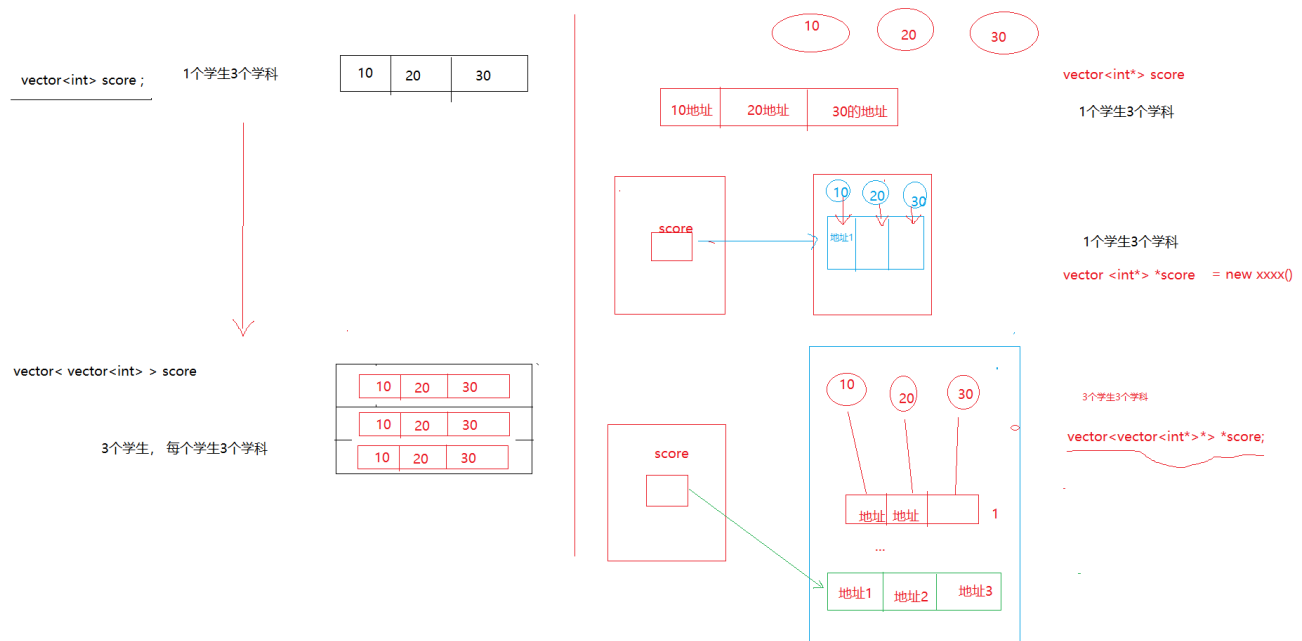 vector<int> score ;
1个学生3个学科
10 20 30
vector< vector<int> > score
3个学生， 每个学生3个学科
10 20 30
10 20 30
10 20 30
10 20 30
vector<int*> score
10地址 20地址 30的地址
1个学生3个学科
score
10 20 30
地址1
1个学生3个学科
vector <int*> *score = new xxxx()
10 20 30
3个学生3个学科
vector<vector<int*>*> *score;
score
地址 地址 1
...
地址1 地址2 地址3